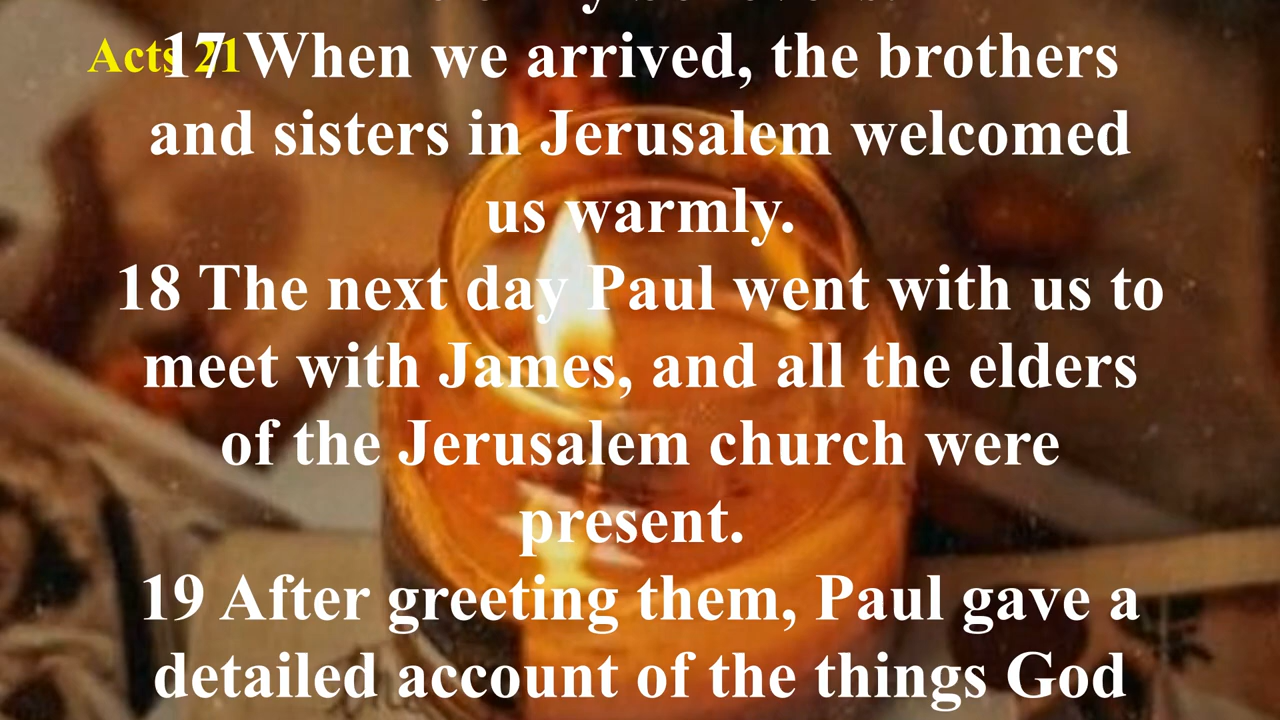 Acts 21
17 When we arrived, the brothers
and sisters in Jerusalem welcomed
us warmly.
18 The next day Paul went with us to
meet with James, and all the elders
of the Jerusalem church were
present.
19 After greeting them, Paul gave a
detailed account of the things God